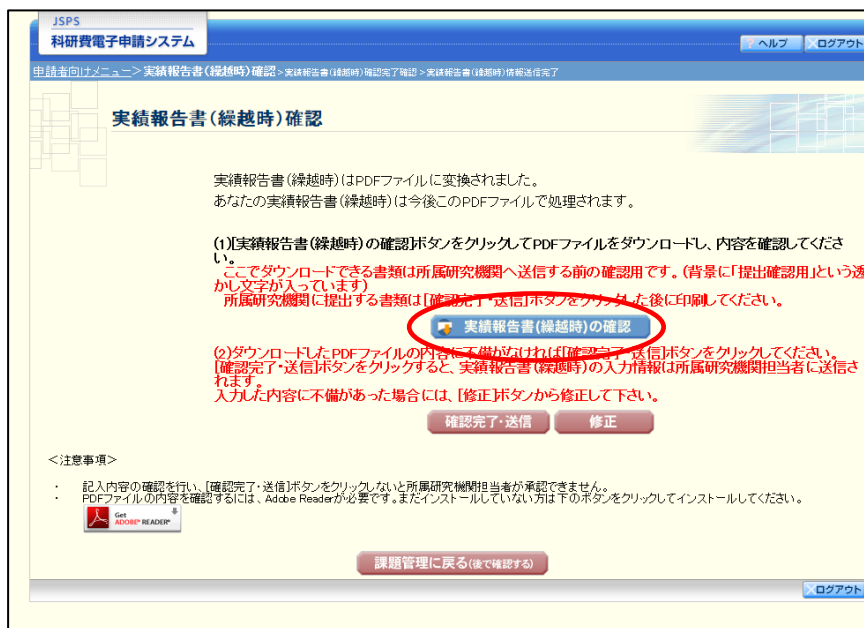 JSPS
科研費電子申請システム
ヘルプ
ログアウト
申請者向けメニュー>実績報告書(繰越時)確認>実績報告書(繰越時)確認完了確認>実績報告書(繰越時)情報送信完了
実績報告書(繰越時)確認
実績報告書(繰越時)はPDFファイルに変換されました。
あなたの実績報告書(繰越時)は今後このPDFファイルで処理されます。
(1)[実績報告書(繰越時)の確認]ボタンをクリックしてPDFファイルをダウンロードし、内容を確認してくださ
い。
ここでダウンロードできる書類は所属研究機関へ送信する前の確認用です。(背景に「提出確認用」という透
かし文字が入っています)
所属研究機関に提出する書類は[確認完了・送信]ボタンをクリックした後に印刷してください。
実績報告書(繰越時)の確認
(2)ダウンロードしたPDFファイルの内容に不備がなければ[確認完了・送信]ボタンをクリックしてください。
[確認完了・送信]ボタンをクリックすると、実績報告書(繰越時)の入力情報は所属研究機関担当者に送信さ
れます。
入力した内容に不備があった場合には、[修正]ボタンから修正して下さい。
確認完了・送信
修正
<注意事項>
・ 記入内容の確認を行い、[確認完了・送信]ボタンをクリックしないと所属研究機関担当者が承認できません。
・ PDFファイルの内容を確認するには、Adobe Readerが必要です。まだインストールしていない方は下のボタンをクリックしてインストールしてください。
Get
ADOBE® READER®
課題管理に戻る(後で確認する)
ログアウト